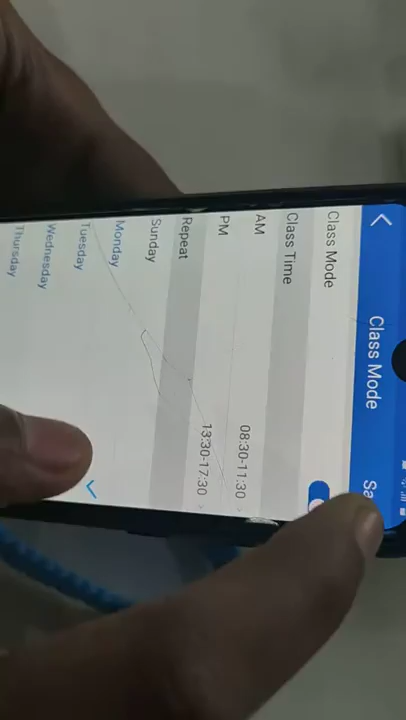 Class Mode
Class Mode
Class Time
AM 08:30-11:30
PM 13:30-17:30
Repeat
Sunday
Monday
Tuesday
Wednesday
Thursday